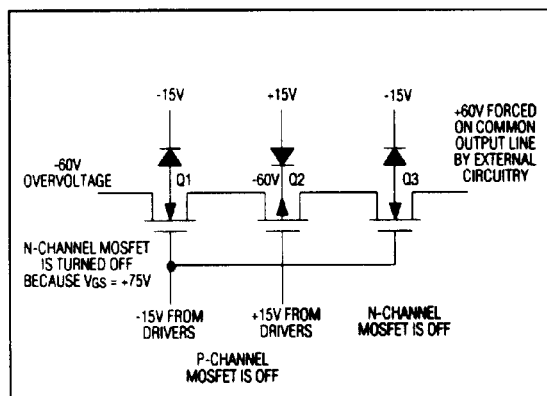 -15V
+15V
-15V
-60V
OVERVOLTAGE
Q1
-60V
Q2
Q3
+60V FORCED
ON COMMON
OUTPUT LINE
BY EXTERNAL
CIRCUITRY
N-CHANNEL MOSFET
IS TURNED OFF
BECAUSE VGS = +75V
-15V FROM
DRIVERS
+15V FROM
DRIVERS
N-CHANNEL
MOSFET IS OFF
P-CHANNEL
MOSFET IS OFF